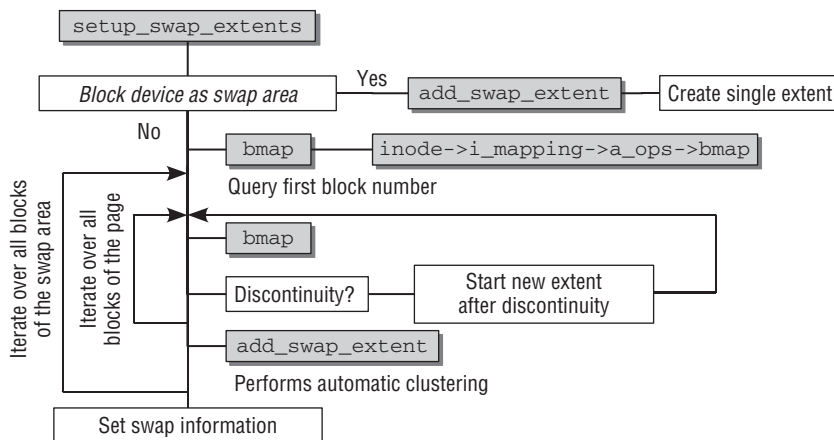 setup_swap_extents
Block device as swap area
Yes
add_swap_extent
Create single extent
No
bmap
inode->i_mapping->a_ops->bmap
Query first block number
Iterate over all blocks
of the swap area
Iterate over all
blocks of the page
bmap
Discontinuity?
Start new extent
after discontinuity
add_swap_extent
Performs automatic clustering
Set swap information